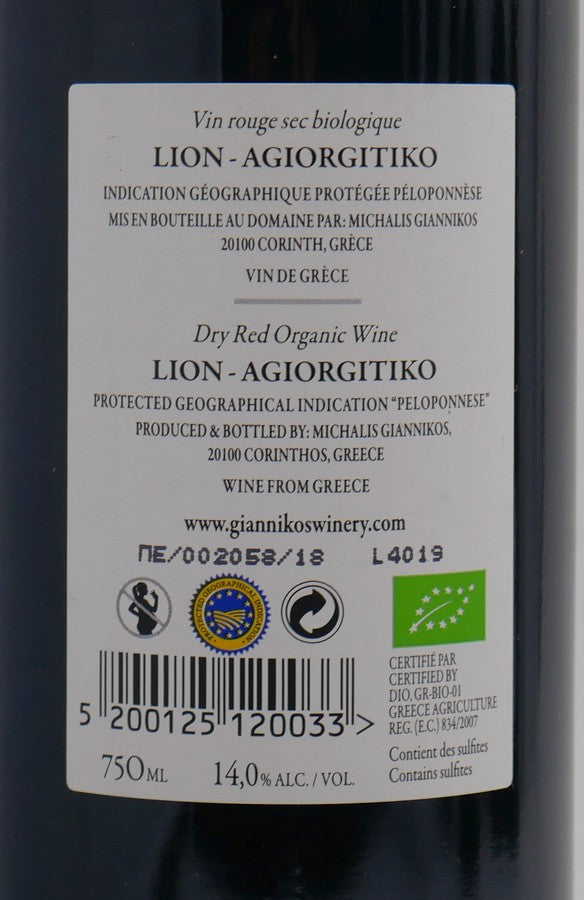 Vin rouge sec biologique
LION - AGIORGITIKO
INDICATION GÉOGRAPHIQUE PROTÉGÉE PÉLOPONNÈSE
MIS EN BOUTEILLE AU DOMAINE PAR: MICHALIS GIANNIKOS
20100 CORINTH, GRÈCE
VIN DE GRÈCE
Dry Red Organic Wine
LION - AGIORGITIKO
PROTECTED GEOGRAPHICAL INDICATION “PELOPONNESE”
PRODUCED & BOTTLED BY: MICHALIS GIANNIKOS,
20100 CORINTHOS, GREECE
WINE FROM GREECE
www.giannikoswinery.com
ΠΕ/002058/18 L4019
PROTECTED GEOGRAPHICAL INDICATION
CERTIFIÉ PAR
CERTIFIED BY
DIO, GR-BIO-01
GREECE AGRICULTURE
REG. (E.C.) 834/2007
5 200125 120033 >
Contient des sulfites
Contains sulfites
750ML 14,0% ALC. / VOL.